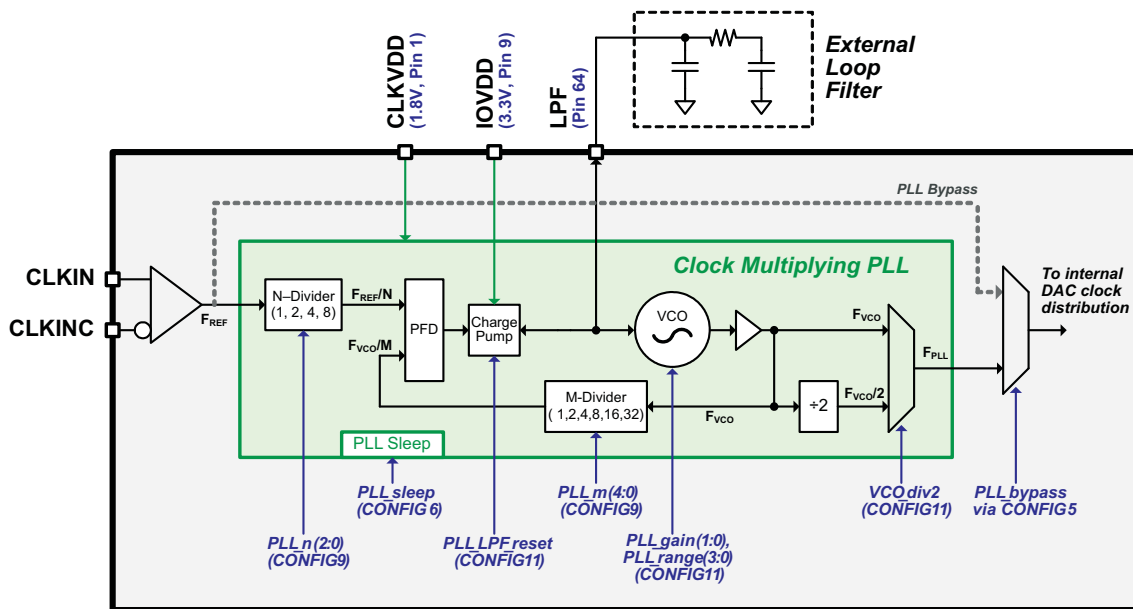 External
Loop
Filter
CLKVDD
(1.8V, Pin 1)
IOVDD
(3.3V, Pin 9)
LPF
(Pin 64)
PLL Bypass
Clock Multiplying PLL
To internal
DAC clock
distribution
CLKIN
CLKINC
FREF
N–Divider
(1, 2, 4, 8)
FREF/N
FVCO/M
PFD
Charge
Pump
VCO
FVCO
FPLL
M-Divider
( 1,2,4,8,16,32)
FVCO
÷2
FVCO/2
PLL Sleep
PLL_sleep
(CONFIG 6)
PLL_m(4:0)
(CONFIG9)
VCO_div2
(CONFIG11)
PLL_bypass
via CONFIG5
PLL_n(2:0)
(CONFIG9)
PLL_LPF_reset
(CONFIG11)
PLL_gain(1:0),
PLL_range(3:0)
(CONFIG11)